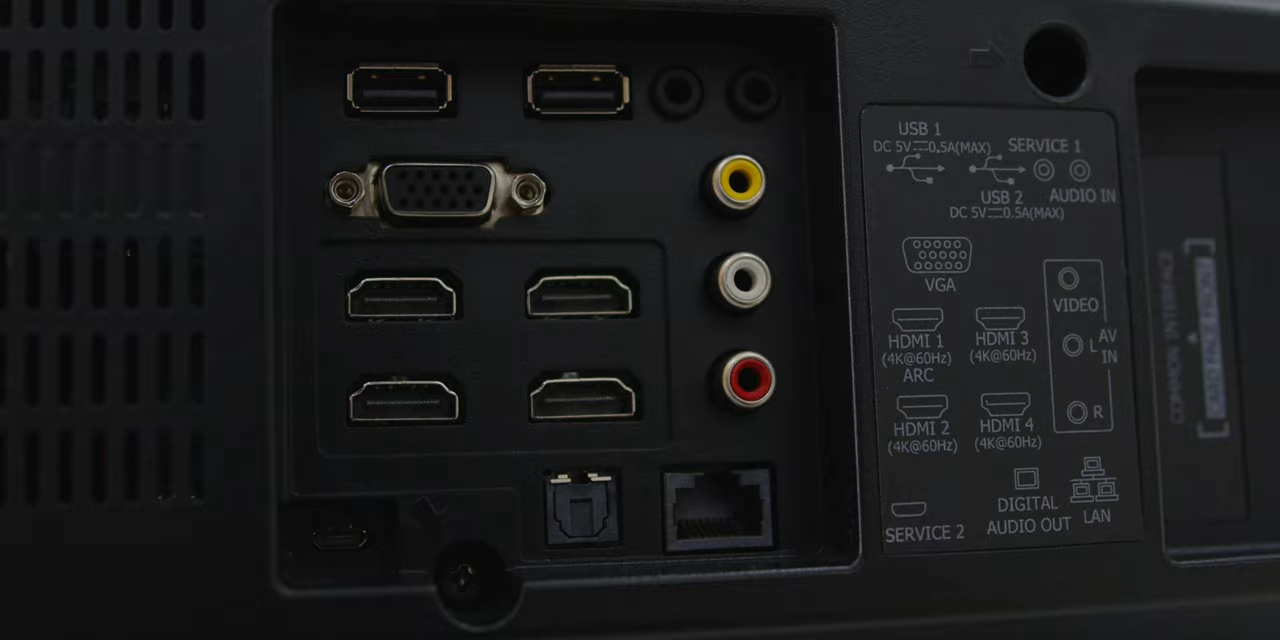 USB 1
DC 5V⎓0.5A(MAX)
SERVICE 1
USB 2
AUDIO IN
DC 5V⎓0.5A(MAX)
VGA
VIDEO
HDMI 1
(4K@60Hz)
ARC
HDMI 3
(4K@60Hz)
L
AV
IN
HDMI 2
(4K@60Hz)
HDMI 4
(4K@60Hz)
R
SERVICE 2
DIGITAL
AUDIO OUT
LAN
COMMON INTERFACE